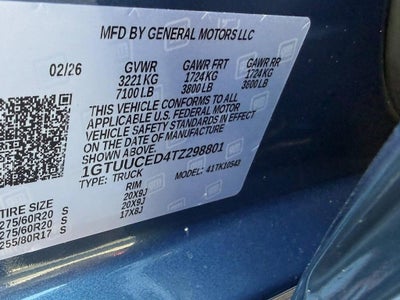 MFD BY GENERAL MOTORS LLC
02/26 GVWR GAWR FRT GAWR RR
3221 KG 1724 KG 1724 KG
7100 LB 3800 LB 3800 LB
THIS VEHICLE CONFORMS TO ALL
APPLICABLE U.S. FEDERAL MOTOR
VEHICLE SAFETY STANDARDS IN EFFECT
ON THE DATE OF MANUFACTURE
SHOWN ABOVE.
1GTUUCED4TZ298801
TYPE: TRUCK 41TK10543
TIRE SIZE RIM
275/60R20 S 20X9J
275/60R20 S 20X9J
255/80R17 S 17X8J